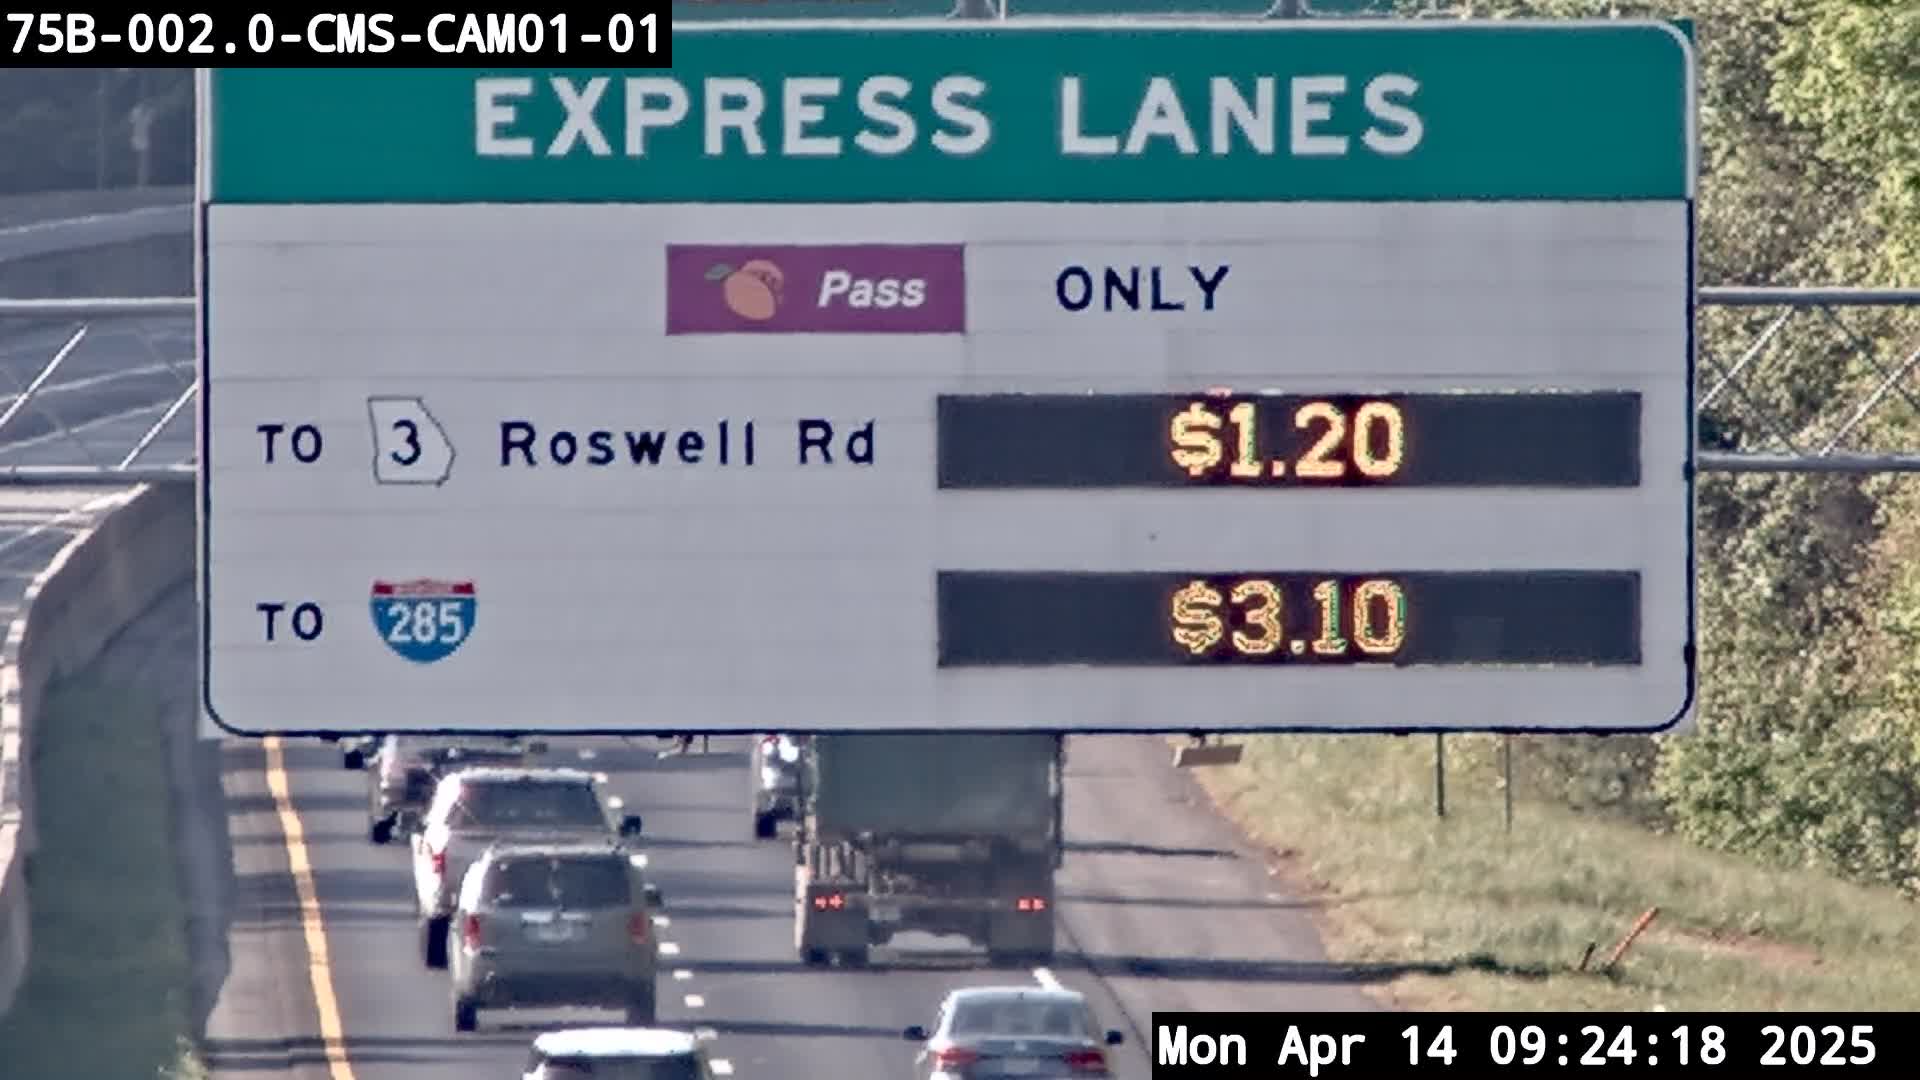 75B-002.0-CMS-CAM01-01
EXPRESS LANES
Pass ONLY
TO 3 Roswell Rd $1.20
TO 285 $3.10
Mon Apr 14 09:24:18 2025